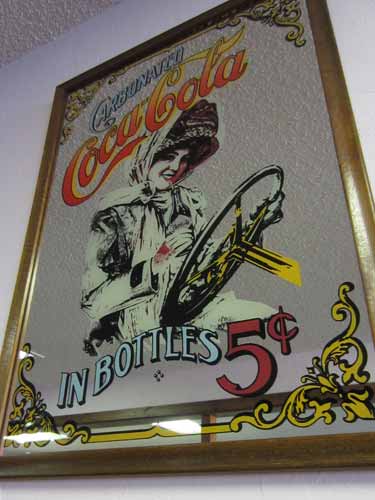 CARBONATED
Coca-Cola
IN BOTTLES 5¢